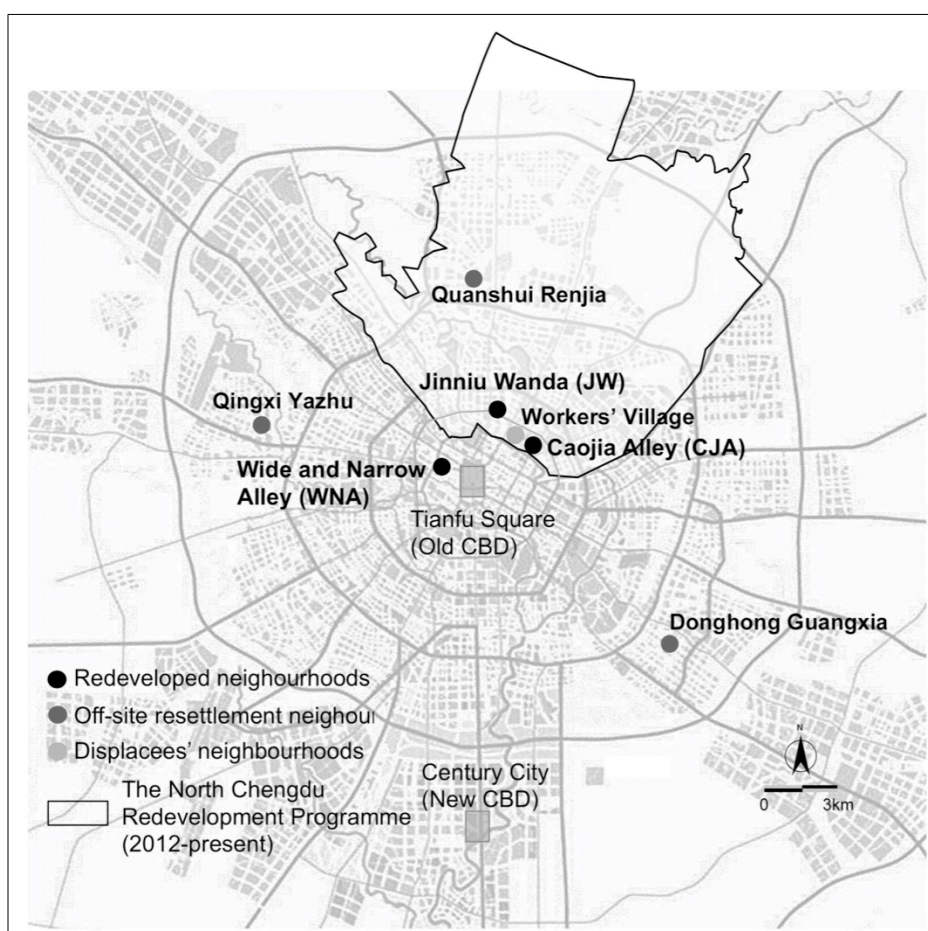 Quanshui Renjia
Jinniu Wanda (JW)
Qingxi Yazhu
Workers’ Village
Caojia Alley (CJA)
Wide and Narrow
Alley (WNA)
Tianfu Square
(Old CBD)
Donghong Guangxia
Redeveloped neighourhoods
Off-site resettlement neighoui
Displacees’ neighbourhoods
The North Chengdu
Redevelopment Programme
(2012-present)
Century City
(New CBD)
N
0 3km